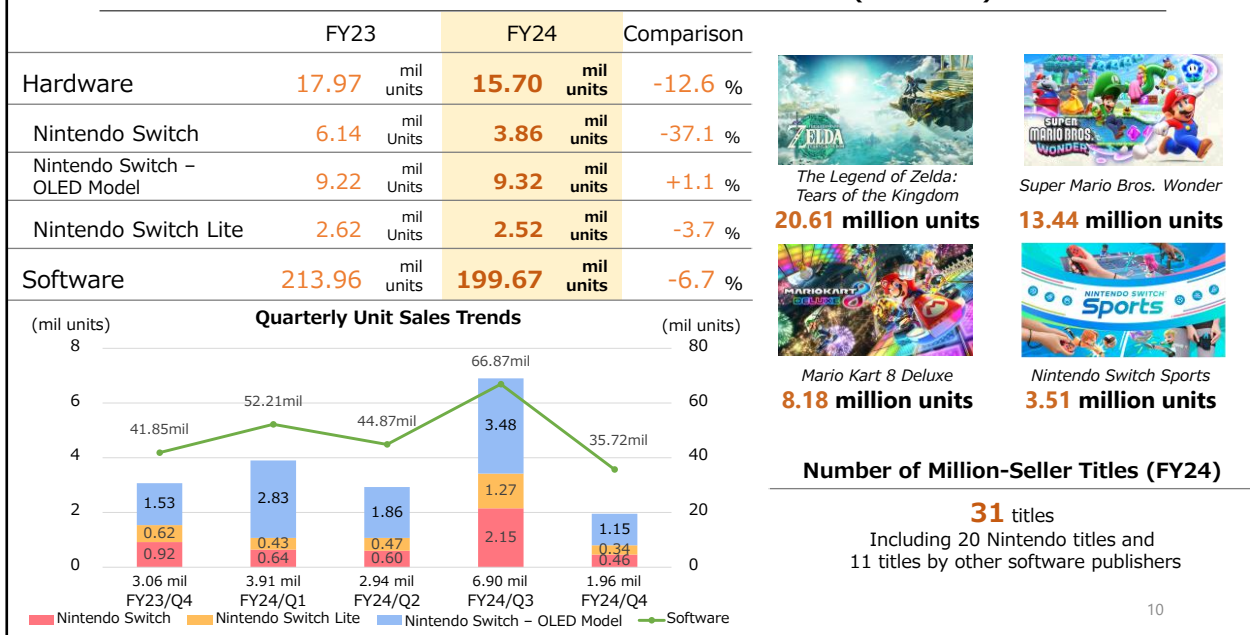 FY23 FY24 Comparison
Hardware 17.97 mil units 15.70 mil units -12.6 %
Nintendo Switch 6.14 mil Units 3.86 mil units -37.1 %
Nintendo Switch –
OLED Model 9.22 mil Units 9.32 mil units +1.1 %
Nintendo Switch Lite 2.62 mil Units 2.52 mil units -3.7 %
Software 213.96 mil units 199.67 mil units -6.7 %
(mil units) Quarterly Unit Sales Trends (mil units)
8 80
66.87mil
6 60
52.21mil
3.48
44.87mil
41.85mil
35.72mil
4 40
2.83
1.27
1.53
1.86
2 20
1.15
2.15
0.62
0.43
0.47
0.34
0.92
0.64
0.60
0.46
0 0
3.06 mil 3.91 mil 2.94 mil 6.90 mil 1.96 mil
FY23/Q4 FY24/Q1 FY24/Q2 FY24/Q3 FY24/Q4
Nintendo Switch Nintendo Switch Lite Nintendo Switch – OLED Model Software
ZELDA
The Legend of Zelda:
Tears of the Kingdom
20.61 million units
SUPER
MARIO BROS.
WONDER
Super Mario Bros. Wonder
13.44 million units
MARIOKART 8
DELUXE
Mario Kart 8 Deluxe
8.18 million units
NINTENDO SWITCH
Sports
Nintendo Switch Sports
3.51 million units
Number of Million-Seller Titles (FY24)
31 titles
Including 20 Nintendo titles and
11 titles by other software publishers
10